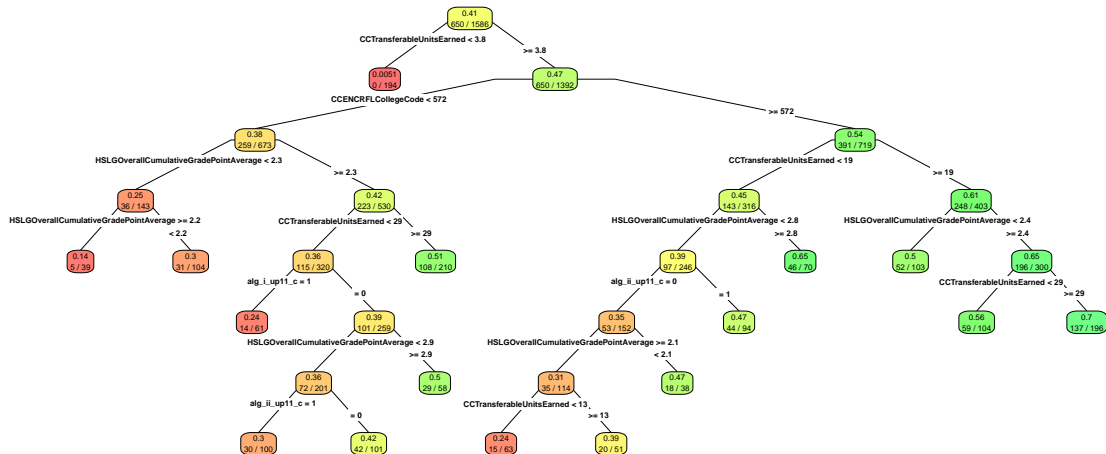 0.41
650 / 1586
CCTransferableUnitsEarned < 3.8
>= 3.8
0.0051
0 / 194
0.47
650 / 1392
CCENCRFLCollegeCode < 572
>= 572
0.38
259 / 673
0.54
391 / 719
HSLGOverallCumulativeGradePointAverage < 2.3
>= 2.3
CCTransferableUnitsEarned < 19
>= 19
0.25
36 / 143
0.42
223 / 530
0.45
143 / 316
0.61
248 / 403
HSLGOverallCumulativeGradePointAverage >= 2.2
< 2.2
CCTransferableUnitsEarned < 29
>= 29
HSLGOverallCumulativeGradePointAverage < 2.8
>= 2.8
HSLGOverallCumulativeGradePointAverage < 2.4
>= 2.4
0.14
5 / 39
0.3
31 / 104
0.36
115 / 320
0.51
108 / 210
0.39
97 / 246
0.65
46 / 70
0.5
52 / 103
0.65
196 / 300
alg_i_up11_c = 1
= 0
alg_ii_up11_c = 0
= 1
CCTransferableUnitsEarned < 29
>= 29
0.24
14 / 61
0.39
101 / 259
0.35
53 / 152
0.47
44 / 94
0.56
59 / 104
0.7
137 / 196
HSLGOverallCumulativeGradePointAverage < 2.9
>= 2.9
HSLGOverallCumulativeGradePointAverage >= 2.1
< 2.1
0.36
72 / 201
0.5
29 / 58
0.31
35 / 114
0.47
18 / 38
alg_ii_up11_c = 1
= 0
CCTransferableUnitsEarned < 13
>= 13
0.3
30 / 100
0.42
42 / 101
0.24
15 / 63
0.39
20 / 51